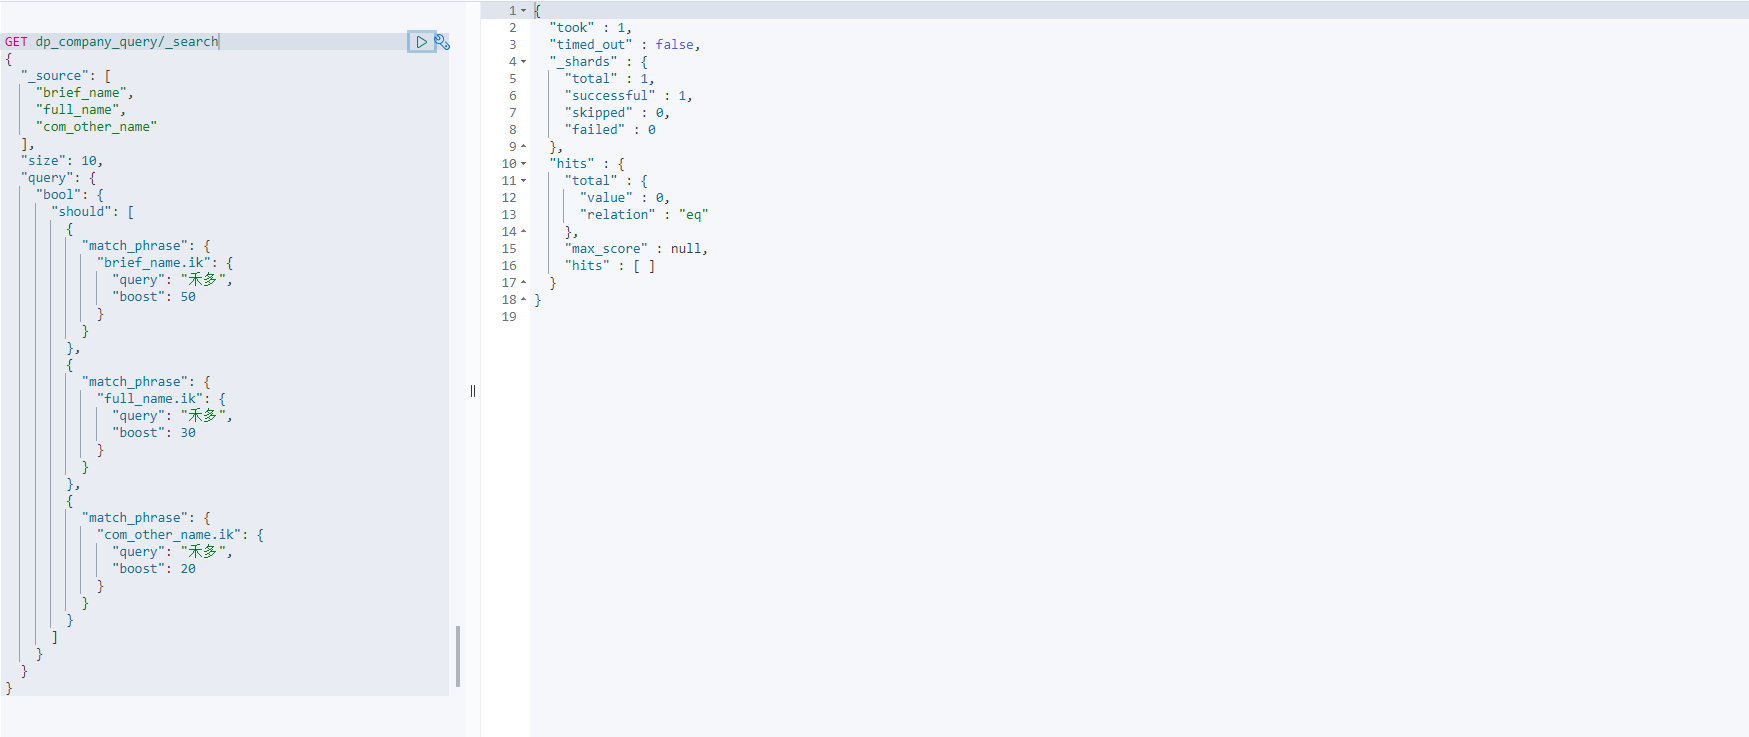 GET dp_company_query/_search
{
  "_source": [
    "brief_name",
    "full_name",
    "com_other_name"
  ],
  "size": 10,
  "query": {
    "bool": {
      "should": [
        {
          "match_phrase": {
            "brief_name.ik": {
              "query": "禾多",
              "boost": 50
            }
          }
        },
        {
          "match_phrase": {
            "full_name.ik": {
              "query": "禾多",
              "boost": 30
            }
          }
        },
        {
          "match_phrase": {
            "com_other_name.ik": {
              "query": "禾多",
              "boost": 20
            }
          }
        }
      ]
    }
  }
}
1 {
2   "took" : 1,
3   "timed_out" : false,
4   "_shards" : {
5     "total" : 1,
6     "successful" : 1,
7     "skipped" : 0,
8     "failed" : 0
9   },
10   "hits" : {
11     "total" : {
12       "value" : 0,
13       "relation" : "eq"
14     },
15     "max_score" : null,
16     "hits" : [ ]
17   }
18 }
19